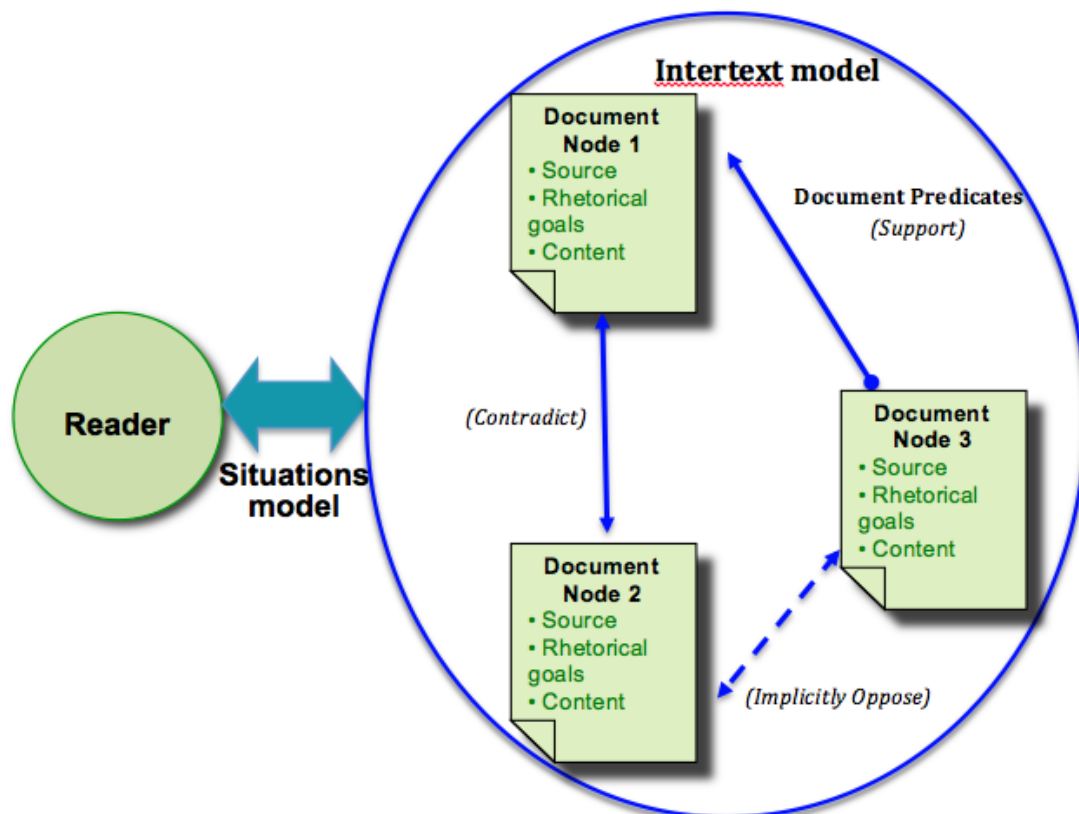 Intertext model
Document
Node 1
• Source
• Rhetorical
goals
• Content
Document Predicates
(Support)
Reader
Situations
model
(Contradict)
Document
Node 3
• Source
• Rhetorical
goals
• Content
Document
Node 2
• Source
• Rhetorical
goals
• Content
(Implicitly Oppose)